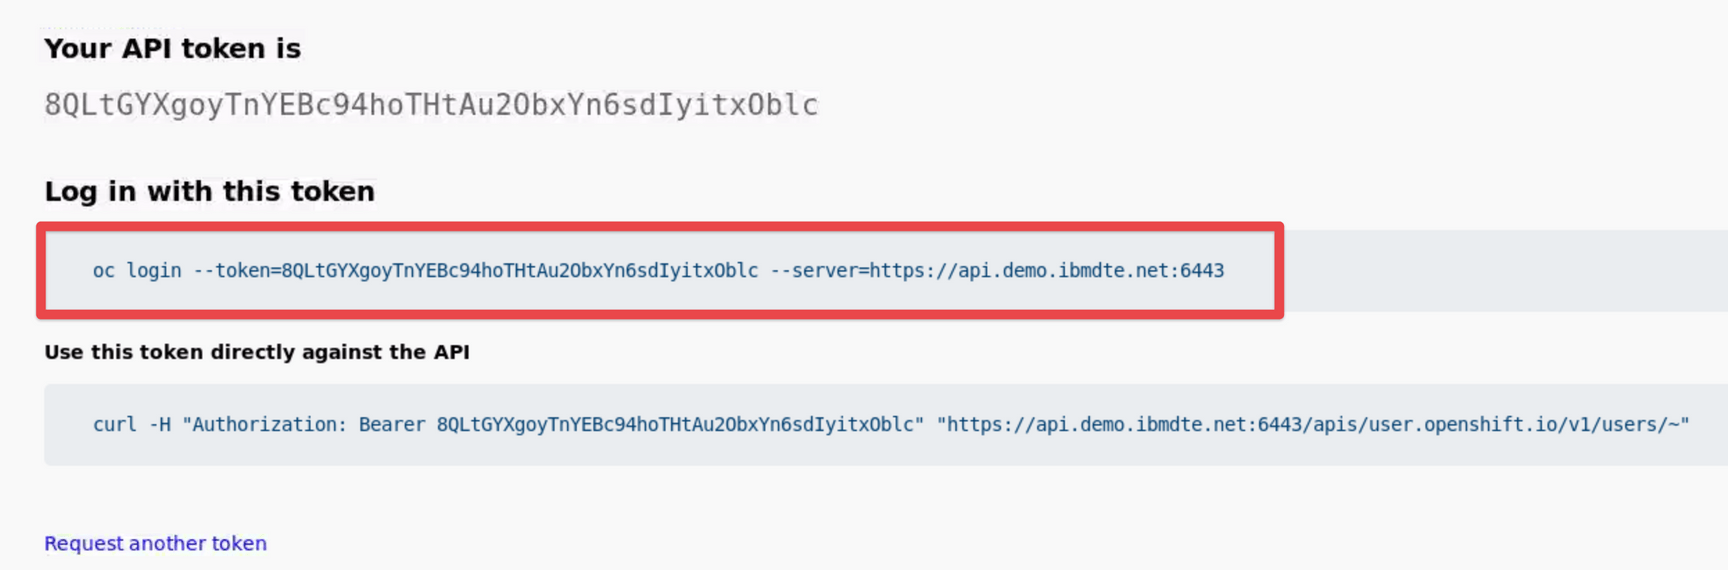 Your API token is
8QLtGYXgoyTnYEBc94hoTHtAu2ObxYn6sdIyitxOblc
Log in with this token
oc login --token=8QLtGYXgoyTnYEBc94hoTHtAu2ObxYn6sdIyitxOblc --server=https://api.demo.ibmdte.net:6443
Use this token directly against the API
curl -H "Authorization: Bearer 8QLtGYXgoyTnYEBc94hoTHtAu2ObxYn6sdIyitxOblc" "https://api.demo.ibmdte.net:6443/apis/user.openshift.io/v1/users/~"
Request another token